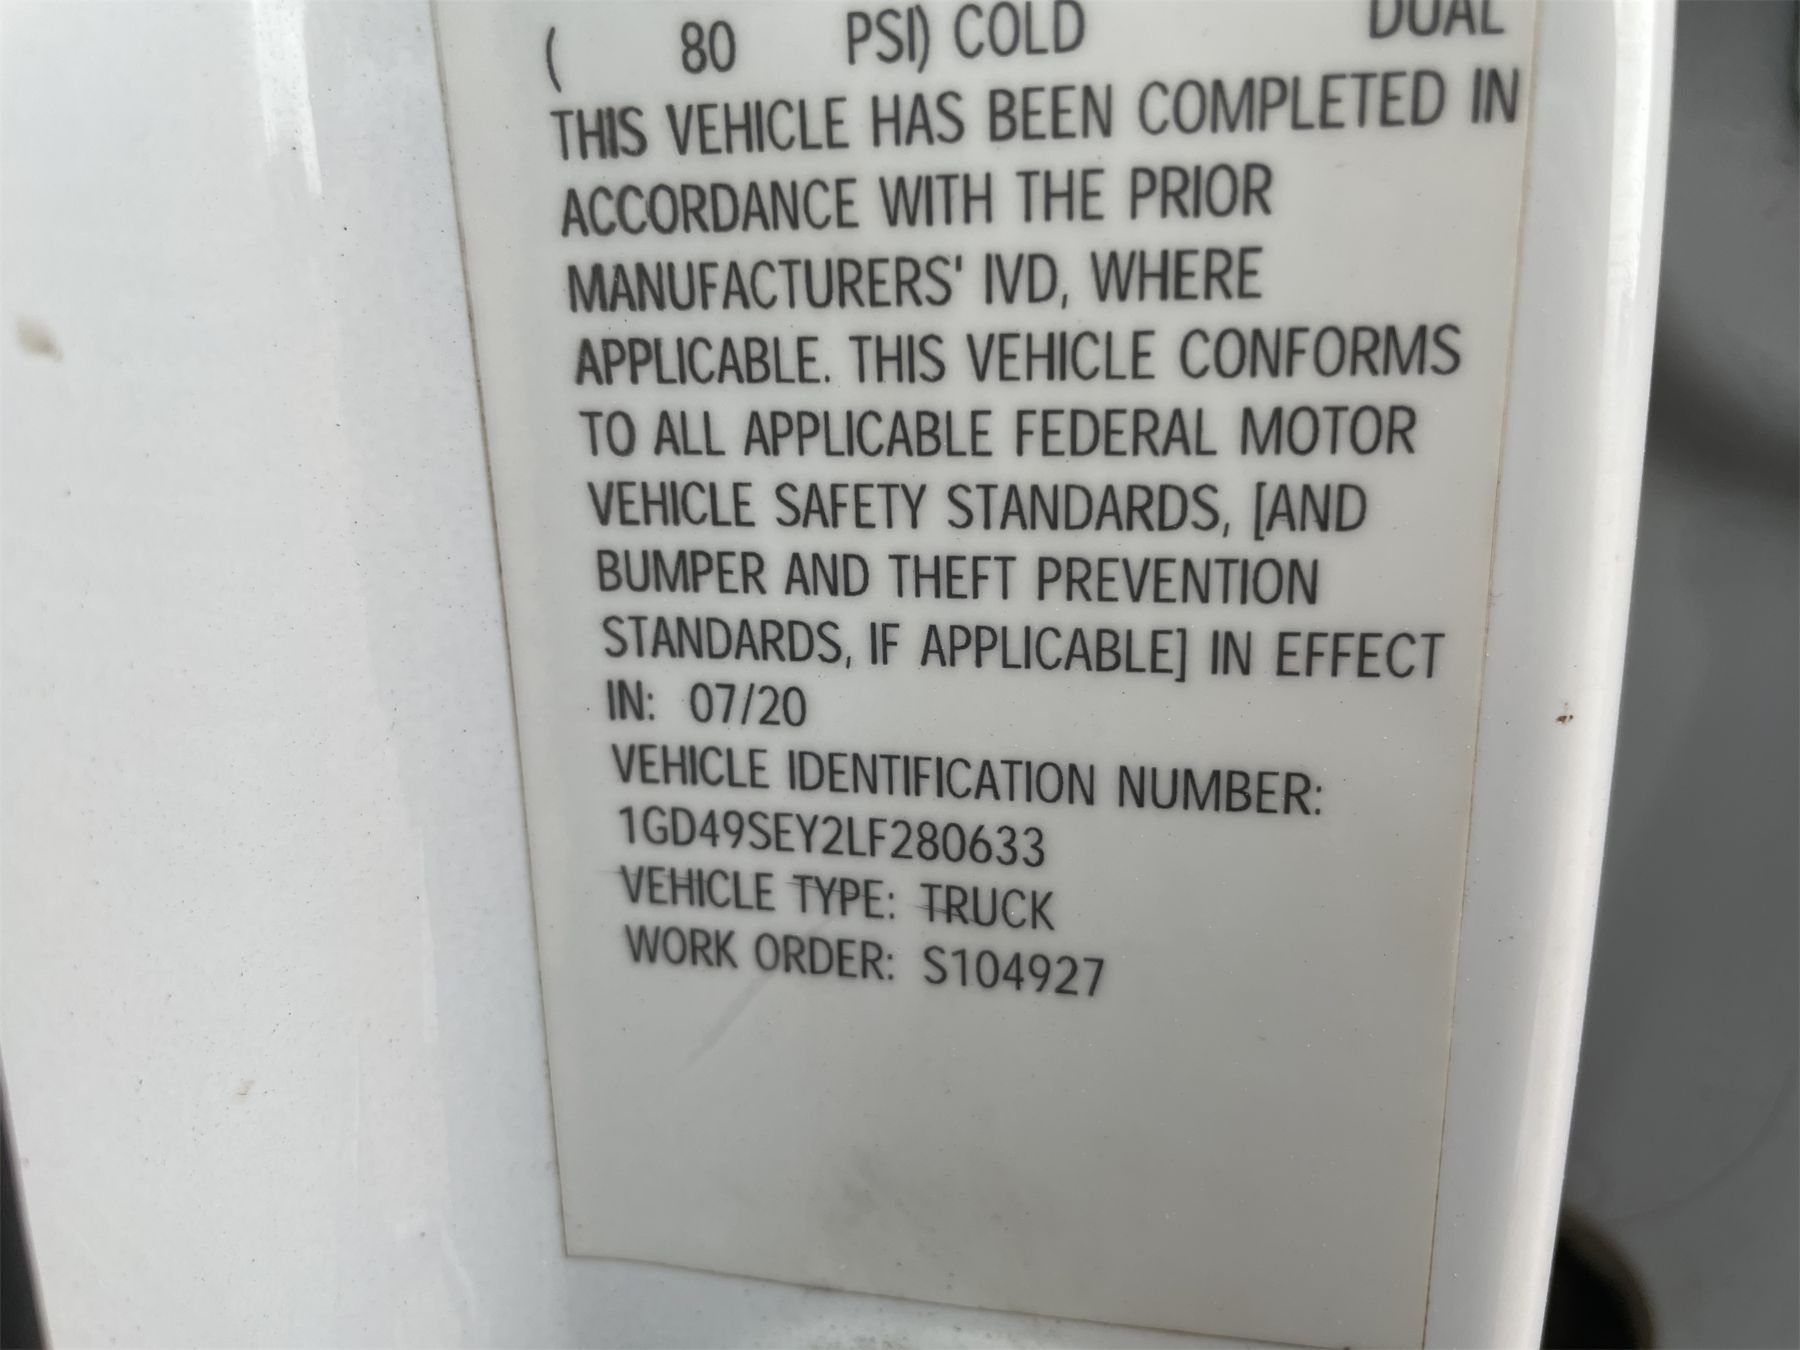 ( 80 PSI) COLD DUAL
THIS VEHICLE HAS BEEN COMPLETED IN
ACCORDANCE WITH THE PRIOR
MANUFACTURERS' IVD, WHERE
APPLICABLE. THIS VEHICLE CONFORMS
TO ALL APPLICABLE FEDERAL MOTOR
VEHICLE SAFETY STANDARDS, [AND
BUMPER AND THEFT PREVENTION
STANDARDS, IF APPLICABLE] IN EFFECT
IN: 07/20
VEHICLE IDENTIFICATION NUMBER:
1GD49SEY2LF280633
VEHICLE TYPE: TRUCK
WORK ORDER: S104927